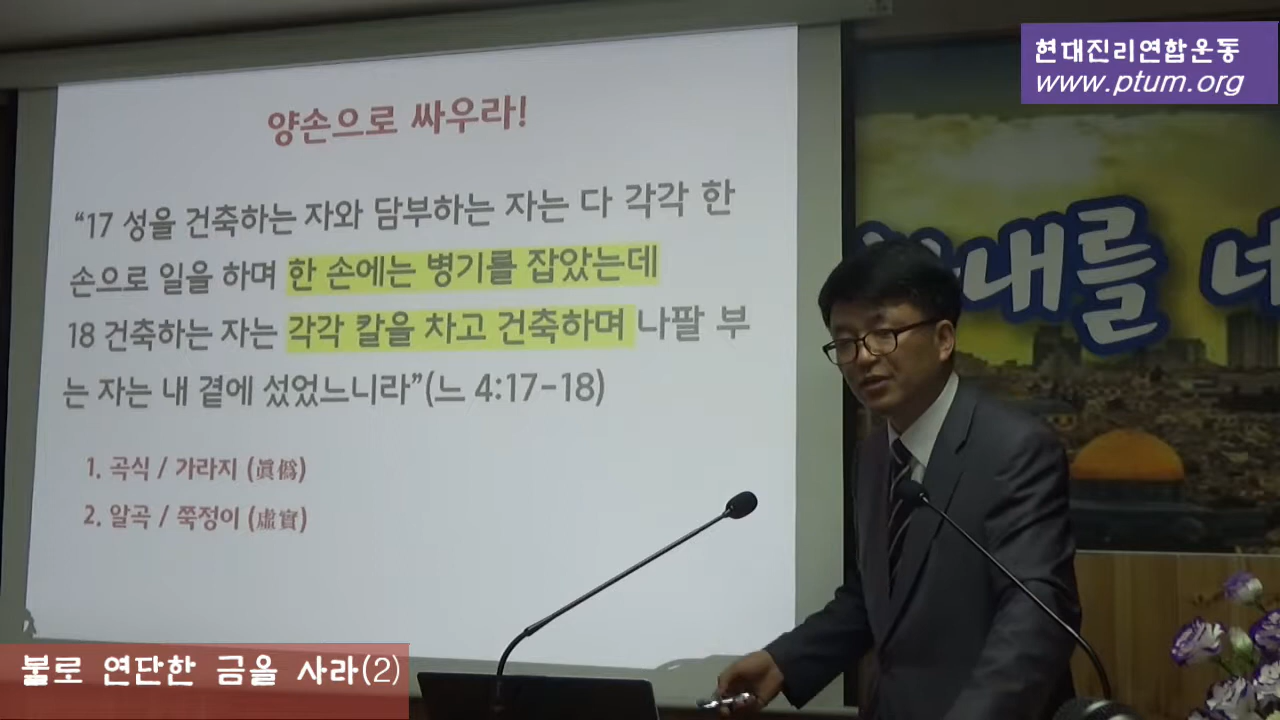 현대진리연합운동
www.ptum.org
양손으로 싸우라!
“17 성을 건축하는 자와 담부하는 자는 다 각각 한
손으로 일을 하며 한 손에는 병기를 잡았는데
18 건축하는 자는 각각 칼을 차고 건축하며 나팔 부
는 자는 내 곁에 섰었느니라”(느 4:17-18)
1. 곡식 / 가라지 (眞僞)
2. 알곡 / 쭉정이 (虛實)
내를 너
불로 연단한 금을 사라(2)